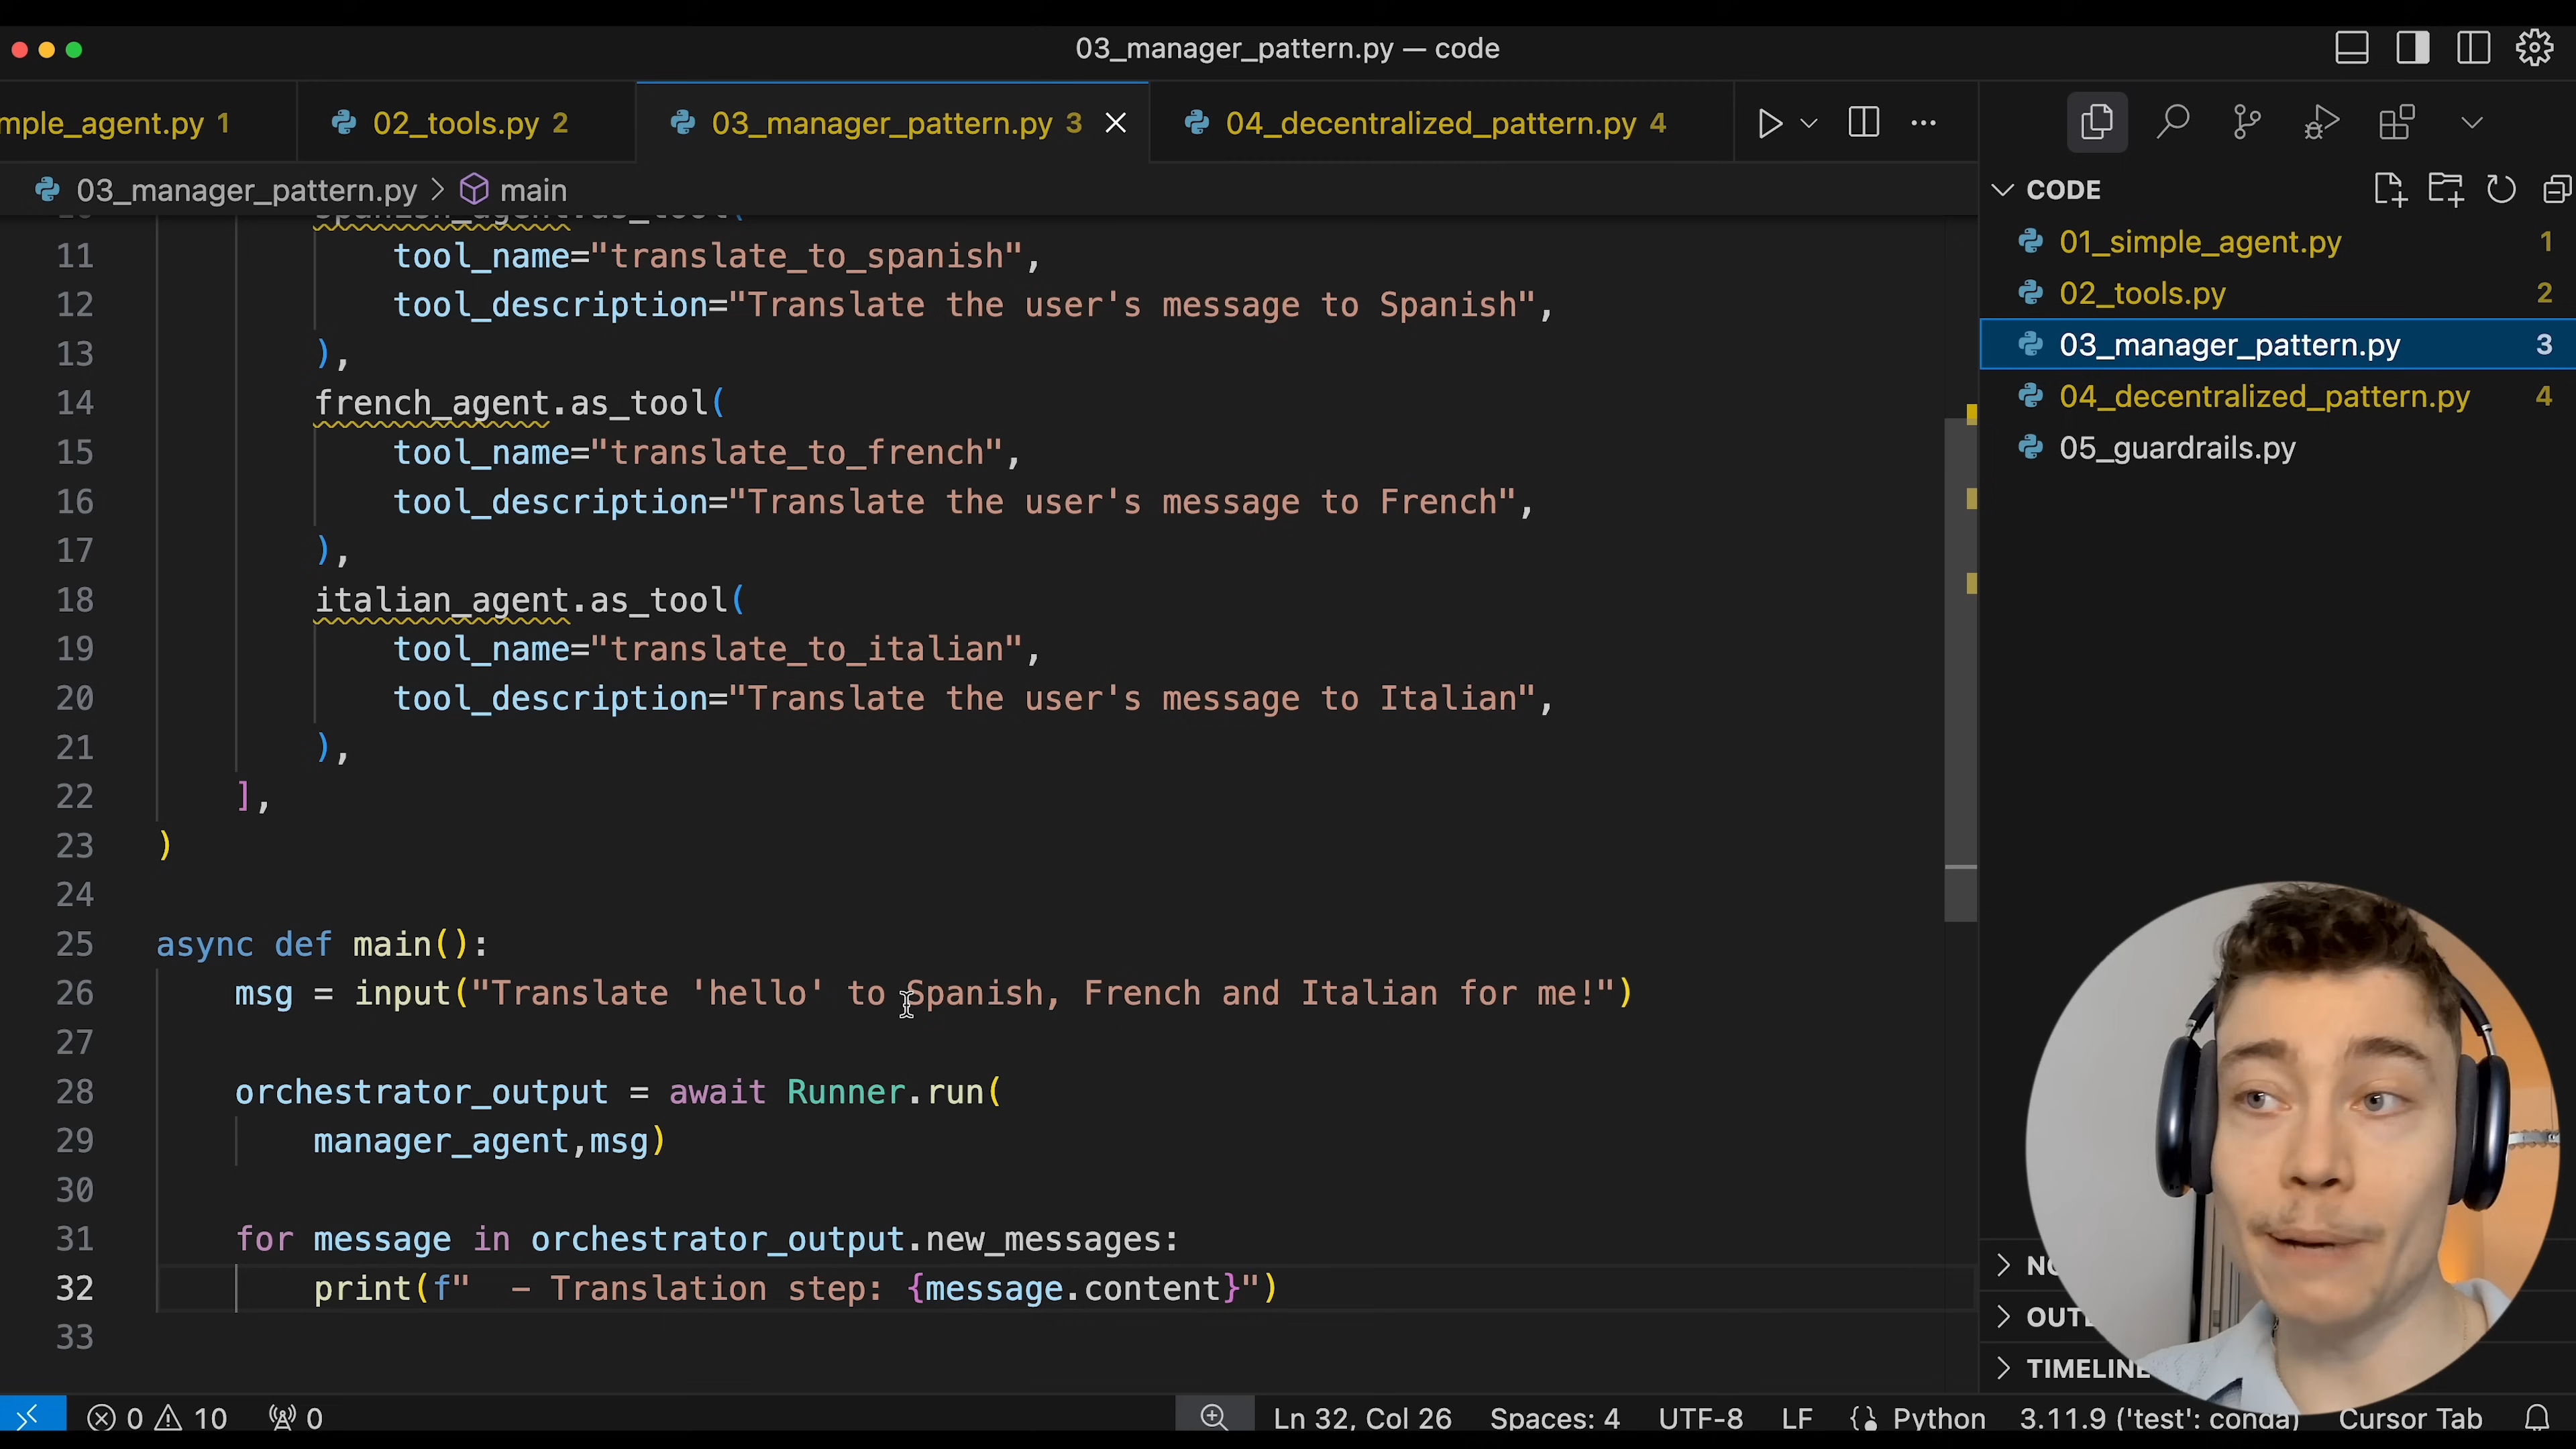 03_manager_pattern.py — code
mple_agent.py 1
02_tools.py 2
03_manager_pattern.py 3
04_decentralized_pattern.py 4
03_manager_pattern.py > main
CODE
01_simple_agent.py 1
02_tools.py 2
03_manager_pattern.py 3
04_decentralized_pattern.py 4
05_guardrails.py
spanish_agent.as_tool(
11 tool_name="translate_to_spanish",
12 tool_description="Translate the user's message to Spanish",
13 ),
14 french_agent.as_tool(
15 tool_name="translate_to_french",
16 tool_description="Translate the user's message to French",
17 ),
18 italian_agent.as_tool(
19 tool_name="translate_to_italian",
20 tool_description="Translate the user's message to Italian",
21 ),
22 ],
23 )
24
25 async def main():
26 msg = input("Translate 'hello' to Spanish, French and Italian for me!")
27
28 orchestrator_output = await Runner.run(
29 manager_agent,msg)
30
31 for message in orchestrator_output.new_messages:
32 print(f"  – Translation step: {message.content}")
33
TIMELINE
0 10 0
Ln 32, Col 26 Spaces: 4 UTF-8 LF Python 3.11.9 ('test': conda) Cursor Tab